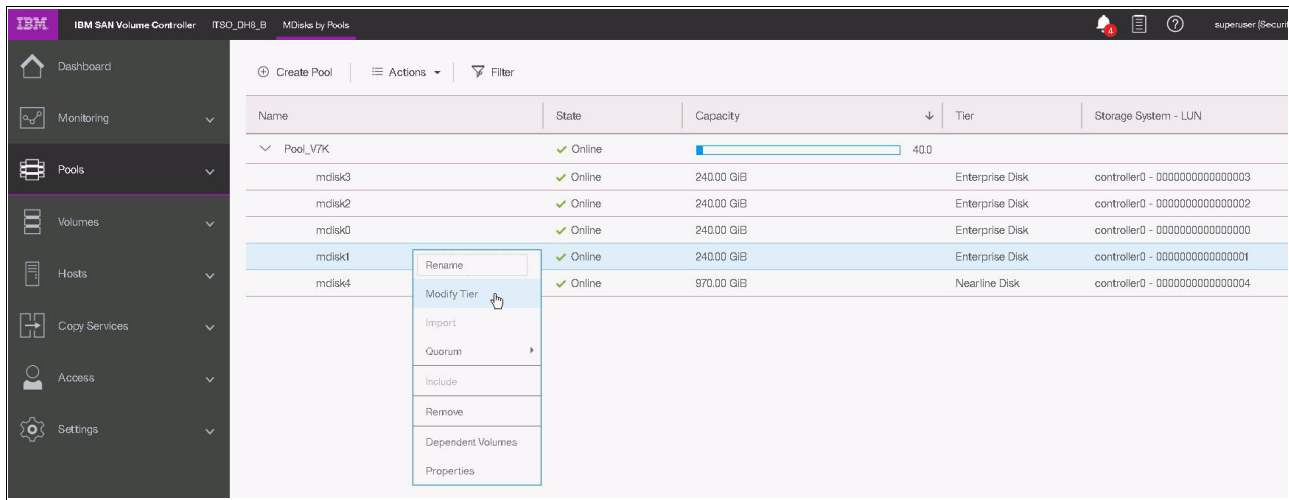 IBM IBM SAN Volume Controller ITSO_DH8_B MDisks by Pools 4 ? superuser (Securit
Dashboard
Monitoring
Pools
Volumes
Hosts
Copy Services
Access
Settings
Create Pool Actions Filter
Name State Capacity Tier Storage System - LUN
Pool_V7K Online 40.0
mdisk3 Online 240.00 GiB Enterprise Disk controller0 - 0000000000000003
mdisk2 Online 240.00 GiB Enterprise Disk controller0 - 0000000000000002
mdisk0 Online 240.00 GiB Enterprise Disk controller0 - 0000000000000000
mdisk1 Online 240.00 GiB Enterprise Disk controller0 - 0000000000000001
mdisk4 Online 970.00 GiB Nearline Disk controller0 - 0000000000000004
Rename
Modify Tier
Import
Quorum
Include
Remove
Dependent Volumes
Properties